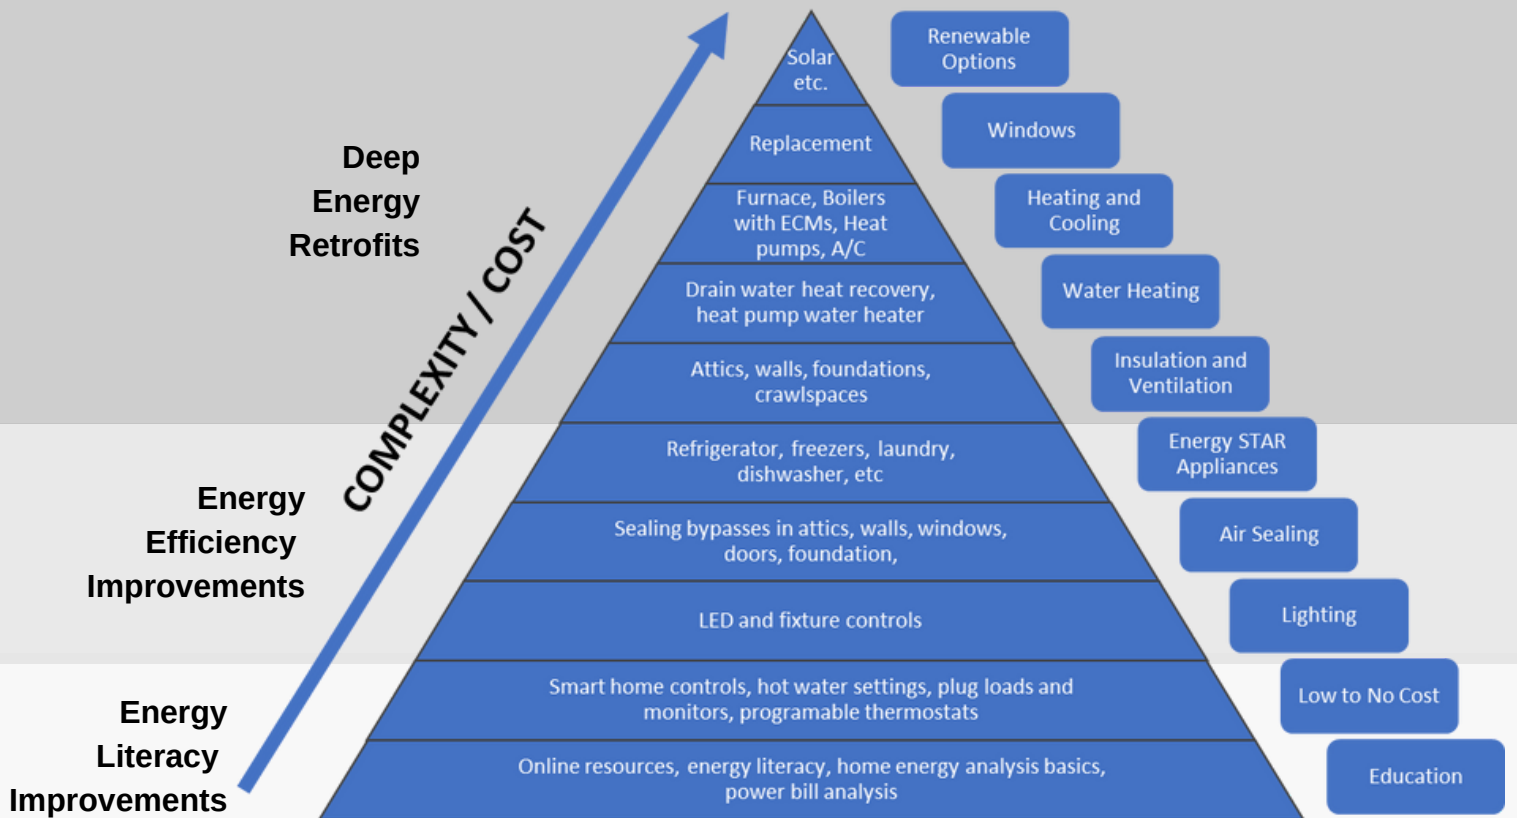 Solar
etc.
Renewable
Options
Replacement
Windows
Furnace, Boilers
with ECMs, Heat
pumps, A/C
Heating and
Cooling
Drain water heat recovery,
heat pump water heater
Water Heating
Attics, walls, foundations,
crawlspaces
Insulation and
Ventilation
Deep
Energy
Retrofits
COMPLEXITY / COST
Refrigerator, freezers, laundry,
dishwasher, etc
Energy STAR
Appliances
Sealing bypasses in attics, walls, windows,
doors, foundation,
Air Sealing
LED and fixture controls
Lighting
Energy
Efficiency
Improvements
Smart home controls, hot water settings, plug loads and
monitors, programable thermostats
Low to No Cost
Online resources, energy literacy, home energy analysis basics,
power bill analysis
Education
Energy
Literacy
Improvements